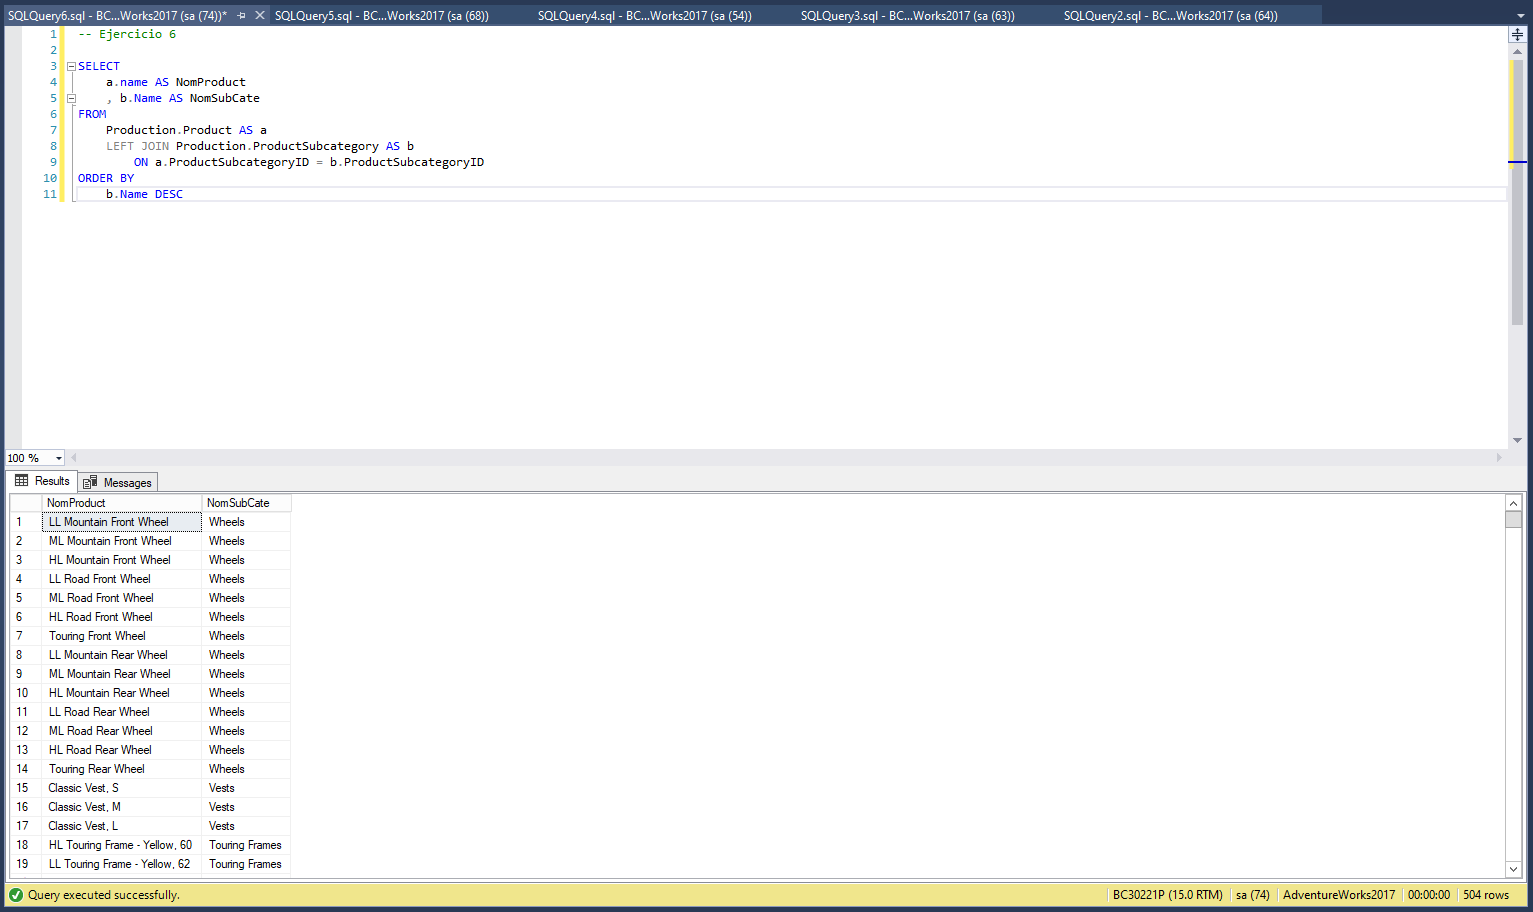 SQLQuery6.sql - BC...Works2017 (sa (74))* SQLQuery5.sql - BC...Works2017 (sa (68)) SQLQuery4.sql - BC...Works2017 (sa (54)) SQLQuery3.sql - BC...Works2017 (sa (63)) SQLQuery2.sql - BC...Works2017 (sa (64))
1 -- Ejercicio 6
2
3 SELECT
4 a.name AS NomProduct
5 , b.Name AS NomSubCate
6 FROM
7 Production.Product AS a
8 LEFT JOIN Production.ProductSubcategory AS b
9 ON a.ProductSubcategoryID = b.ProductSubcategoryID
10 ORDER BY
11 b.Name DESC
100 %
Results Messages
NomProduct NomSubCate
1 LL Mountain Front Wheel Wheels
2 ML Mountain Front Wheel Wheels
3 HL Mountain Front Wheel Wheels
4 LL Road Front Wheel Wheels
5 ML Road Front Wheel Wheels
6 HL Road Front Wheel Wheels
7 Touring Front Wheel Wheels
8 LL Mountain Rear Wheel Wheels
9 ML Mountain Rear Wheel Wheels
10 HL Mountain Rear Wheel Wheels
11 LL Road Rear Wheel Wheels
12 ML Road Rear Wheel Wheels
13 HL Road Rear Wheel Wheels
14 Touring Rear Wheel Wheels
15 Classic Vest, S Vests
16 Classic Vest, M Vests
17 Classic Vest, L Vests
18 HL Touring Frame - Yellow, 60 Touring Frames
19 LL Touring Frame - Yellow, 62 Touring Frames
Query executed successfully. BC30221P (15.0 RTM) sa (74) AdventureWorks2017 00:00:00 504 rows